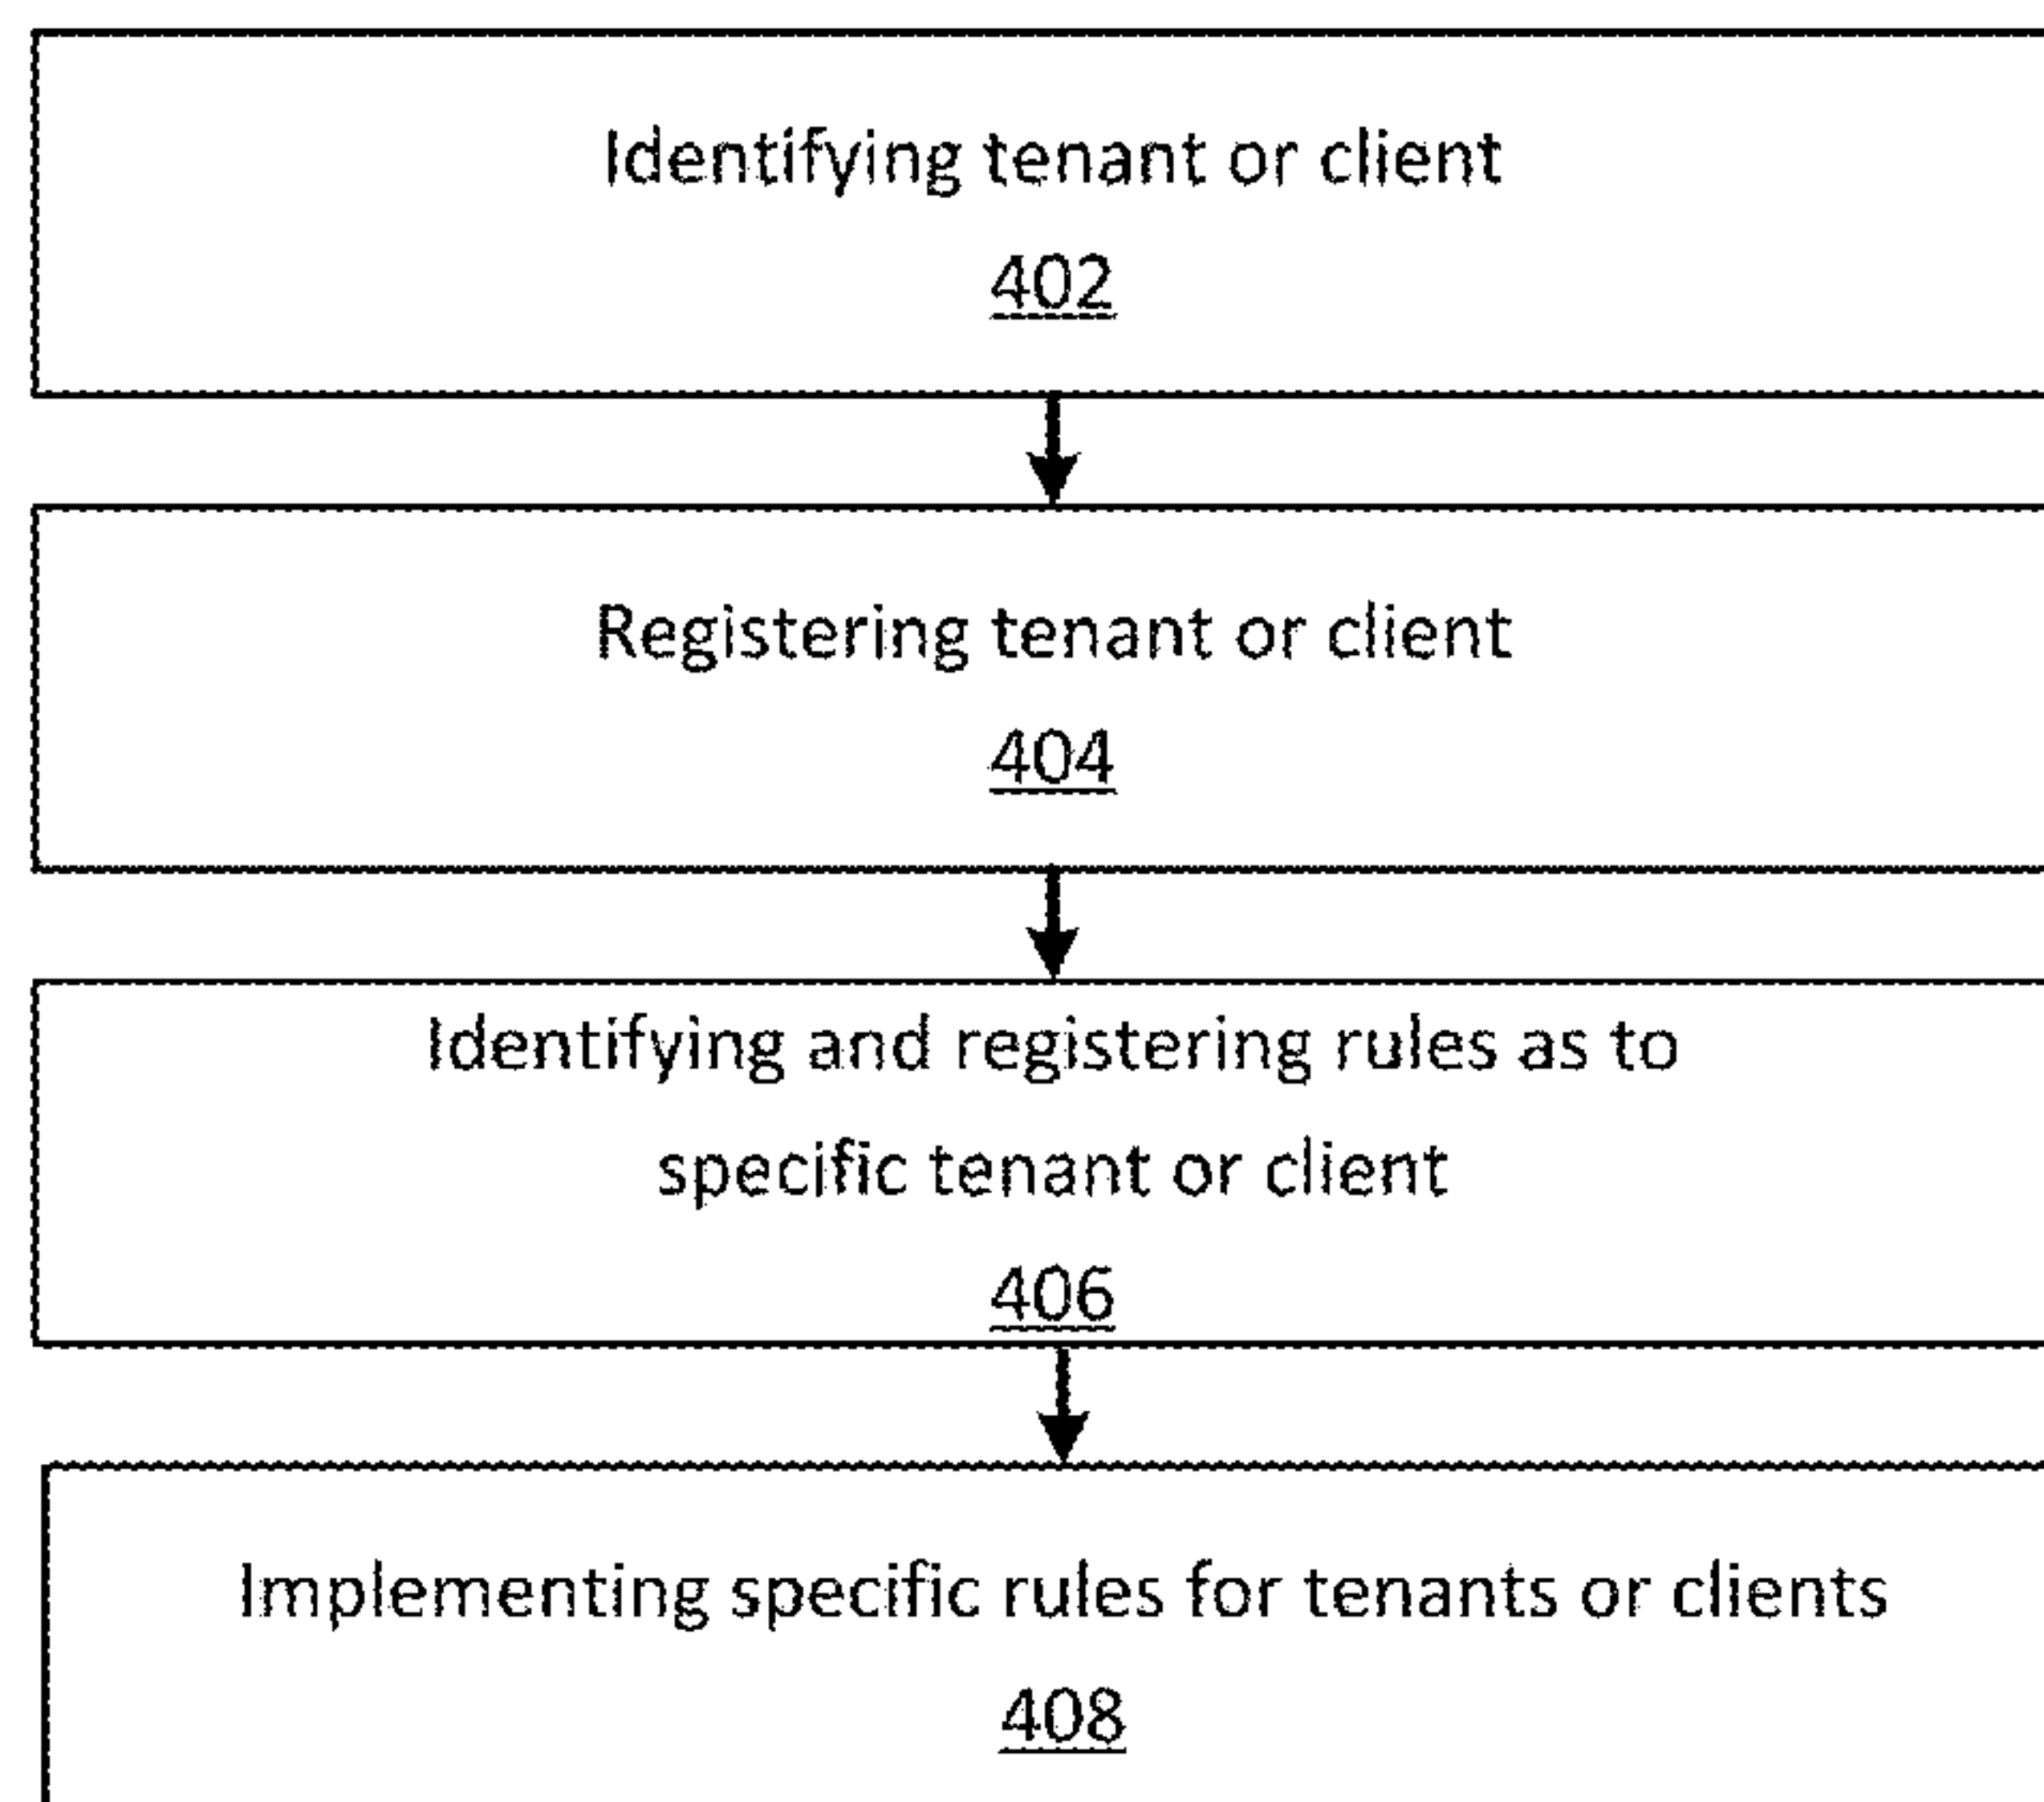 Identifying tenant or client
402
Registering tenant or client
404
Identifying and registering rules as to
specific tenant or client
406
Implementing specific rules for tenants or clients
408